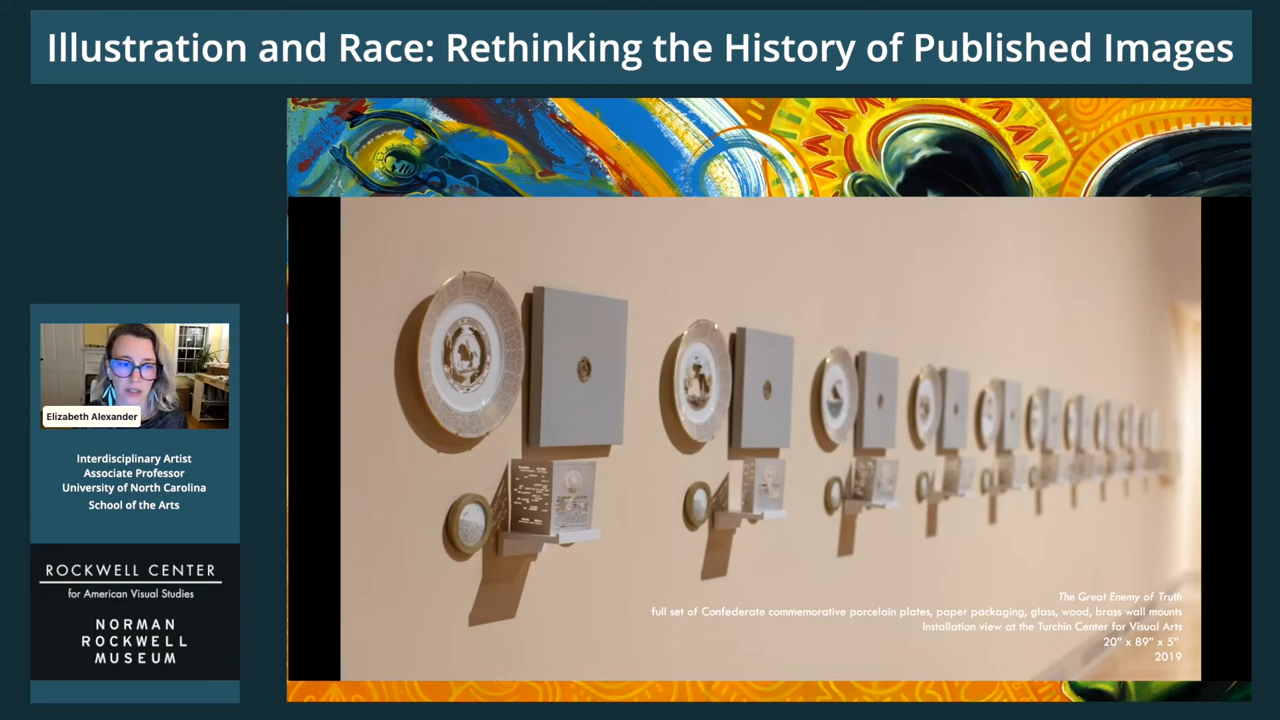 Illustration and Race: Rethinking the History of Published Images
Elizabeth Alexander
Interdisciplinary Artist
Associate Professor
University of North Carolina
School of the Arts
ROCKWELL CENTER
for American Visual Studies
NORMAN
ROCKWELL
MUSEUM
The Great Enemy of Truth
full set of Confederate commemorative porcelain plates, paper packaging, glass, wood, brass wall mounts
Installation view at the Turchin Center for Visual Arts
20" x 89" x 5"
2019